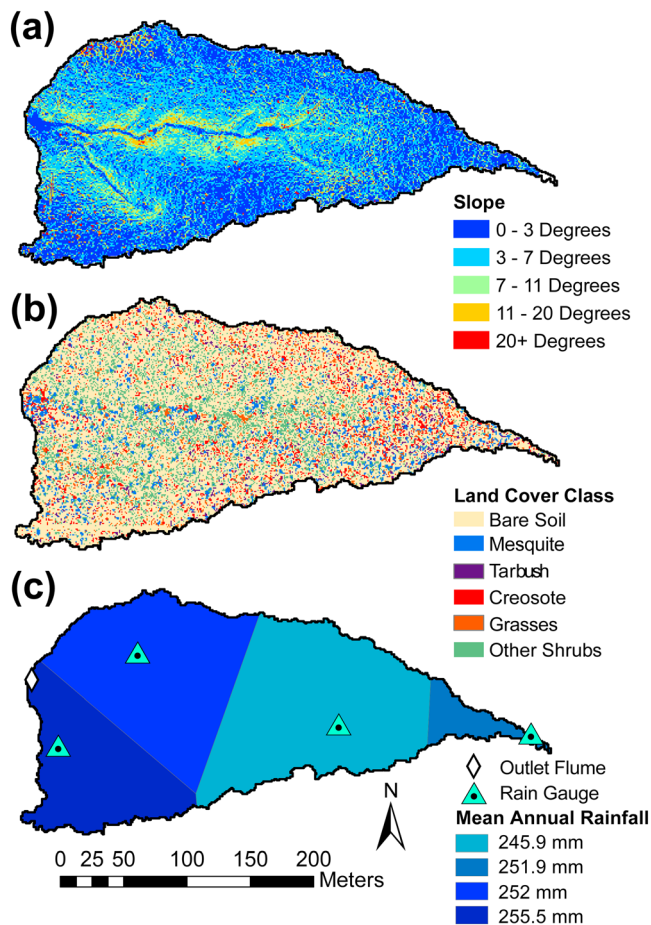 (a)
Slope
0 - 3 Degrees
3 - 7 Degrees
7 - 11 Degrees
11 - 20 Degrees
20+ Degrees
(b)
Land Cover Class
Bare Soil
Mesquite
Tarbush
Creosote
Grasses
Other Shrubs
(c)
Outlet Flume
Rain Gauge
N
Mean Annual Rainfall
245.9 mm
251.9 mm
252 mm
255.5 mm
0 25 50 100 150 200
Meters